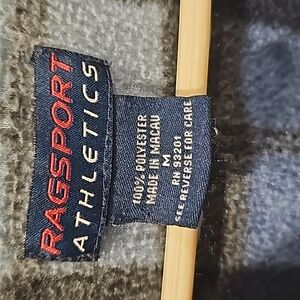 RAGSPORT
ATHLETICS
100% POLYESTER
MADE IN MACAU
M
RN 93201
SEE REVERSE FOR CARE